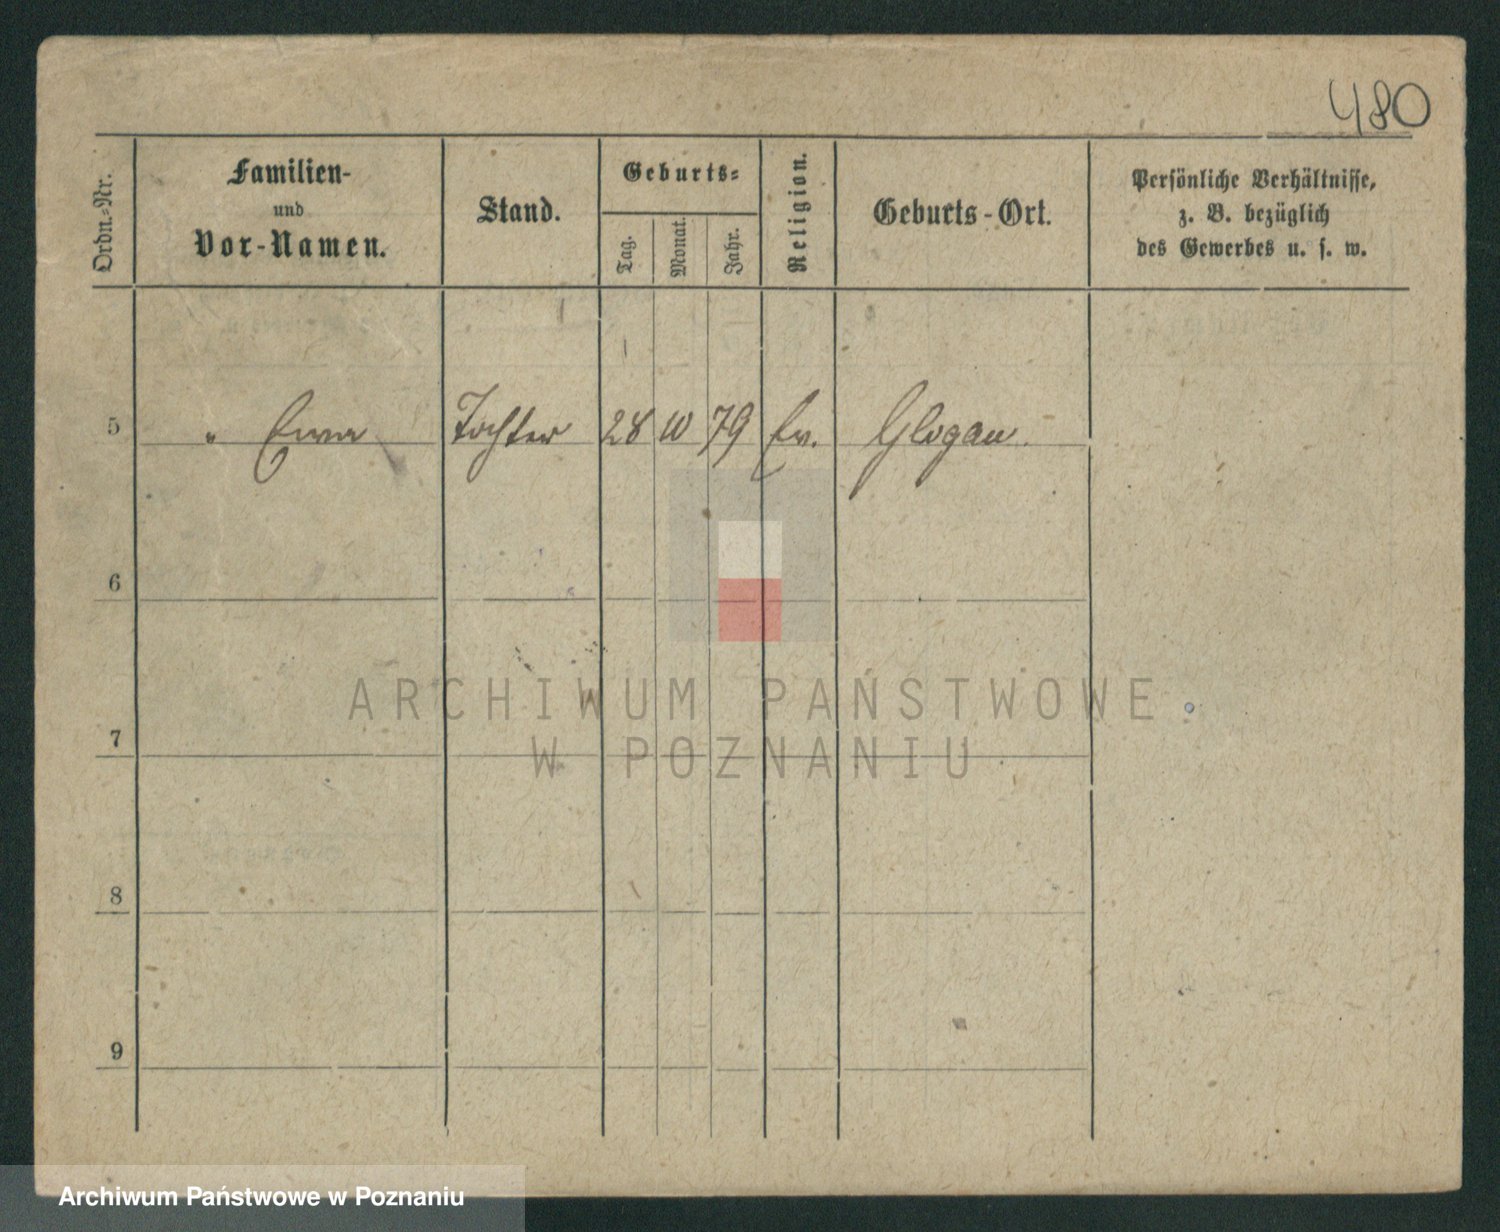 480
Ordn.-Nr.
Familien-
und
Vor-Namen.
Stand.
Geburts-
Tag.
Monat.
Jahr.
Religion.
Geburts-Ort.
Persönliche Verhältnisse,
z. B. bezüglich
des Gewerbes u. s. w.
5 " Erna Tochter 28 10 79 Ev. Glogau.
6
ARCHIWUM PAŃSTWOWE
7
W POZNANIU
8
9
Archiwum Państwowe w Poznaniu